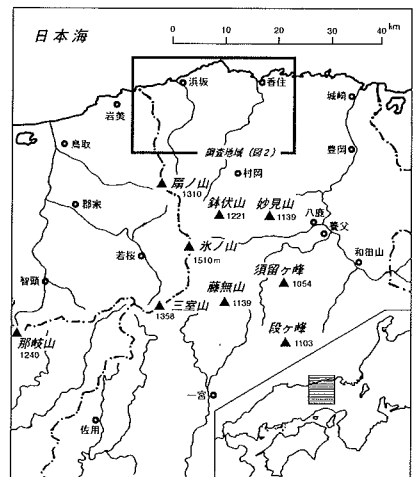 0 10 20 30 40 km
日本海
浜坂
香住
城崎
岩美
調査地域 (図2)
鳥取
豊岡
村岡
扇ノ山
1310
鉢伏山
1221
妙見山
1139
郡家
八鹿
養父
氷ノ山
1510m
若桜
和田山
須留ヶ峰
1054
智頭
藤無山
1139
三室山
1358
那岐山
1240
段ヶ峰
1103
一宮
佐用